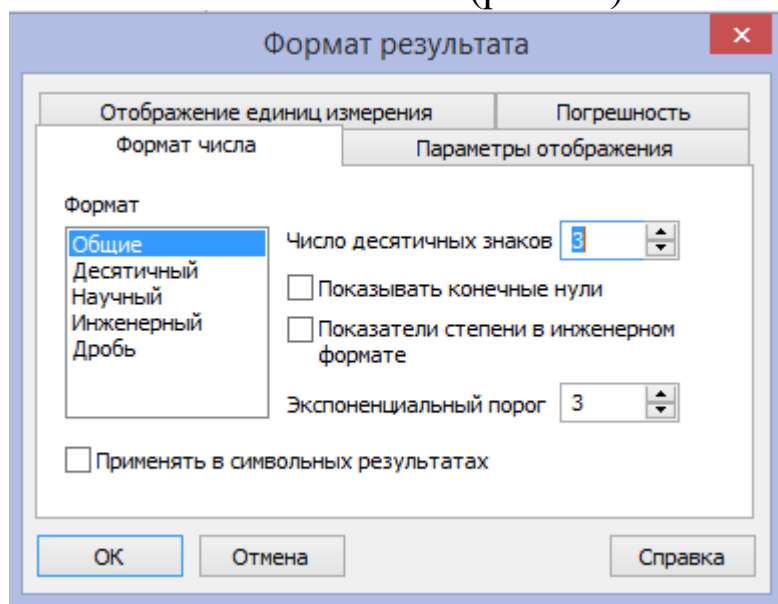 Формат результата
Отображение единиц измерения
Погрешность
Формат числа
Параметры отображения
Формат
Общие
Десятичный
Научный
Инженерный
Дробь
Число десятичных знаков 3
Показывать конечные нули
Показатели степени в инженерном
формате
Экспоненциальный порог 3
Применять в символьных результатах
ОК
Отмена
Справка